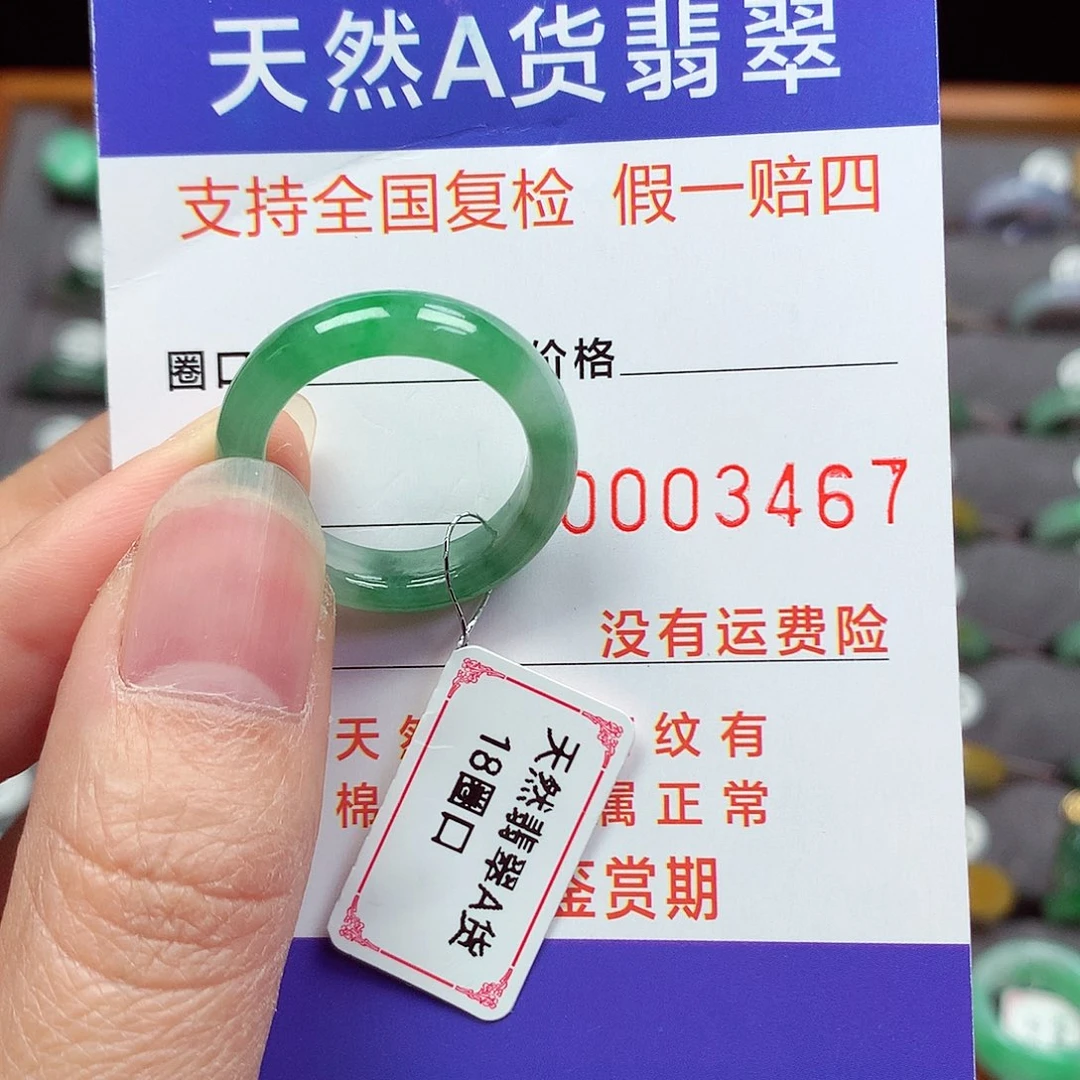 天然A货翡翠
支持全国复检 假一赔四
圈口 价格
0003467
没有运费险
天 纹有
棉 属正常
鉴赏期
天然翡翠A货
18圈口